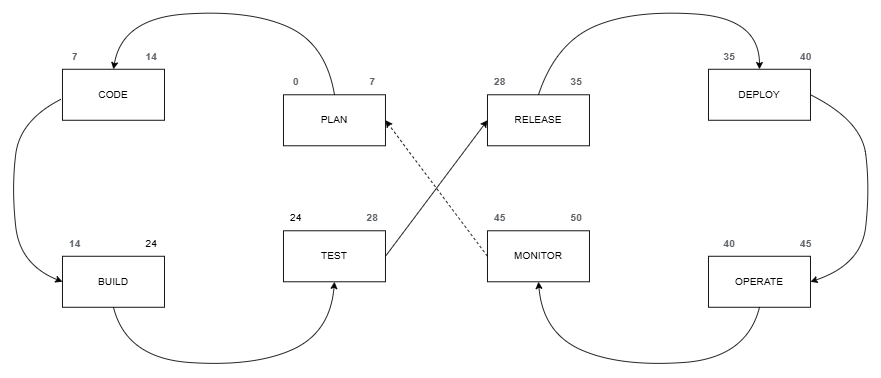 7 14
CODE
0 7
PLAN
28 35
RELEASE
35 40
DEPLOY
14 24
BUILD
24 28
TEST
45 50
MONITOR
40 45
OPERATE